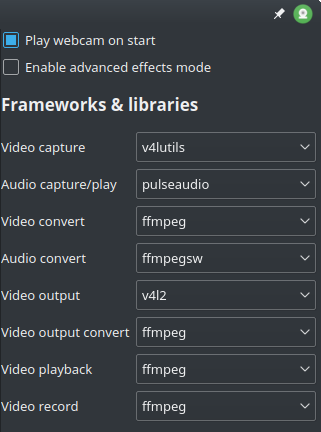 Play webcam on start
Enable advanced effects mode
Frameworks & libraries
Video capture v4lutils
Audio capture/play pulseaudio
Video convert ffmpeg
Audio convert ffmpegsw
Video output v4l2
Video output convert ffmpeg
Video playback ffmpeg
Video record ffmpeg